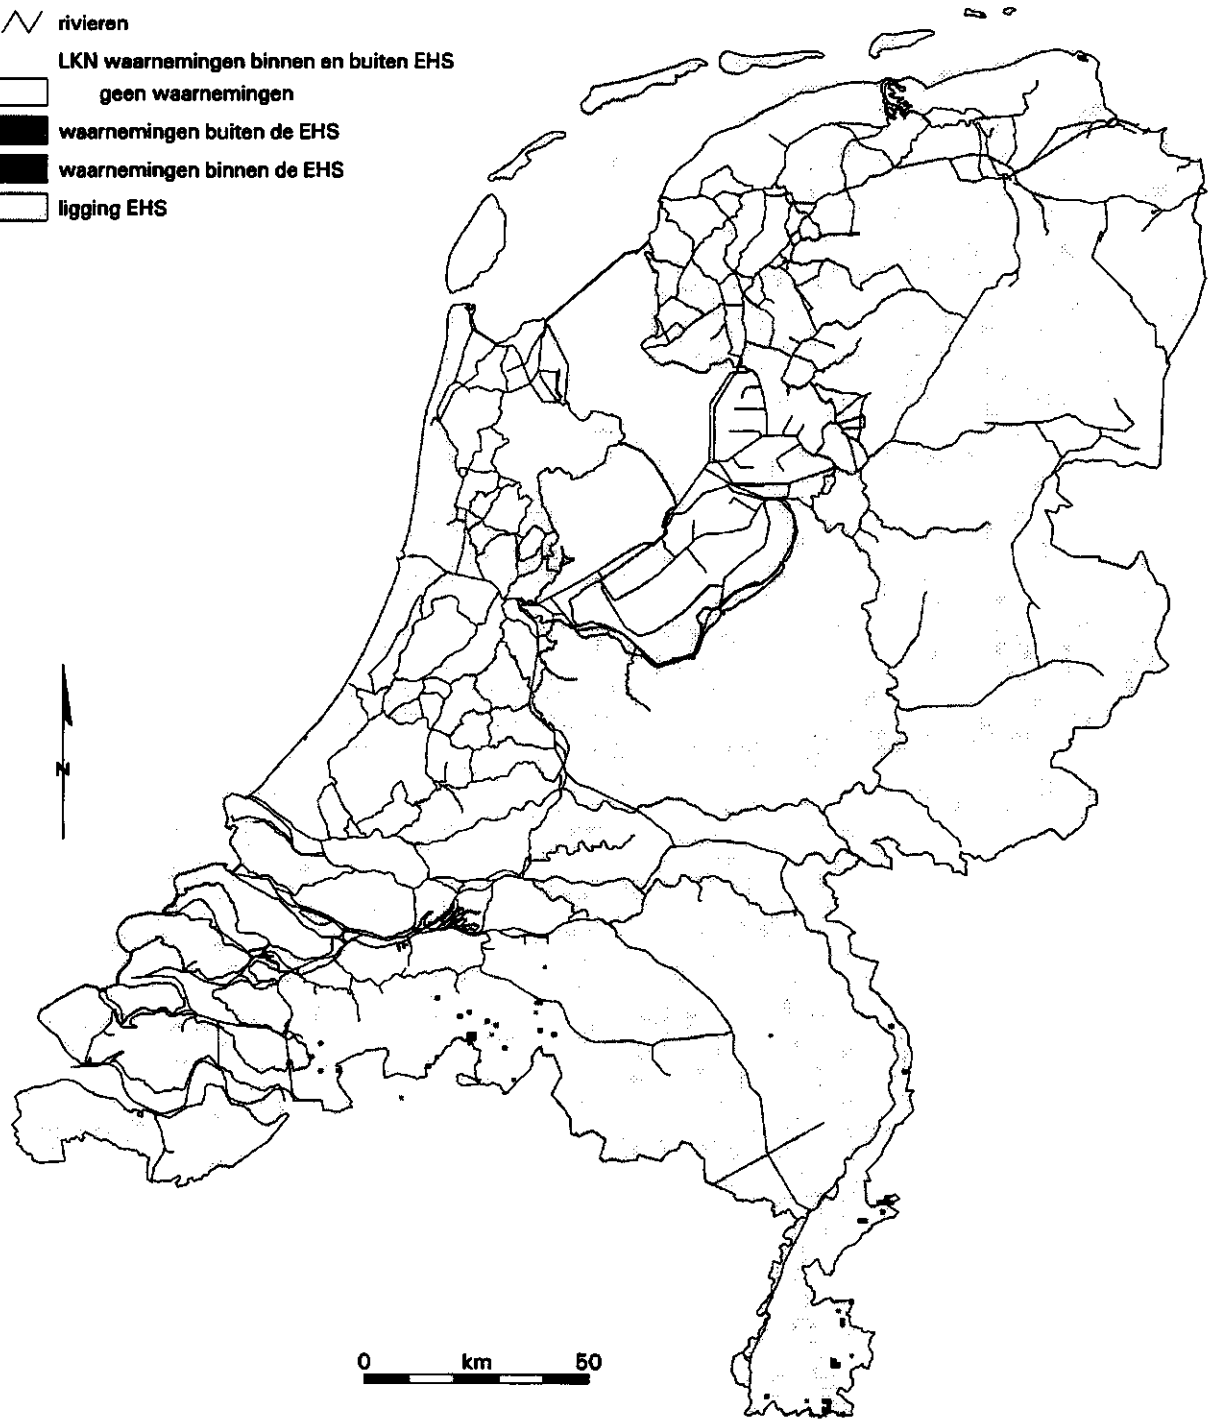 rivieren
LKN waarnemingen binnen en buiten EHS
geen waarnemingen
waarnemingen buiten de EHS
waarnemingen binnen de EHS
ligging EHS
N
0 km 50